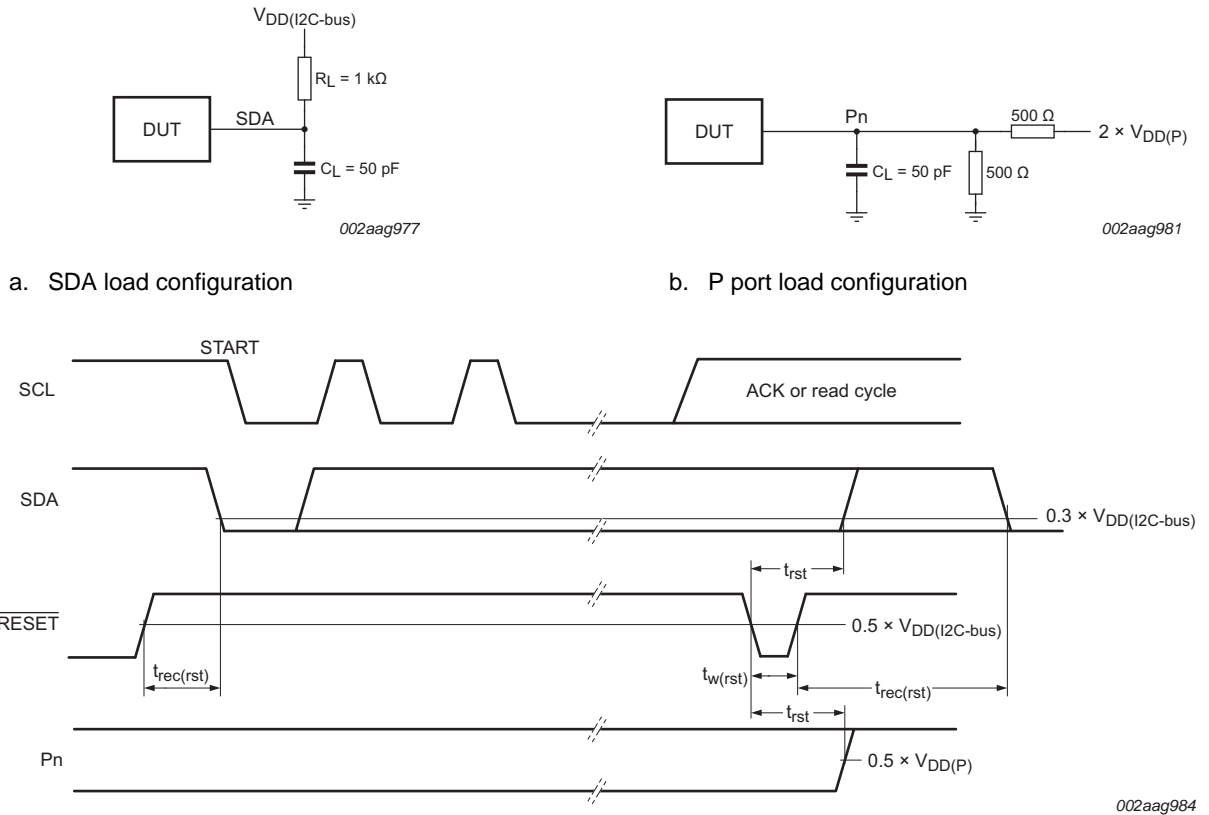 VDD(I2C-bus)
RL = 1 kΩ
DUT
SDA
CL = 50 pF
002aag977
a. SDA load configuration
DUT
Pn
500 Ω
2 × VDD(P)
CL = 50 pF
500 Ω
002aag981
b. P port load configuration
START
SCL
ACK or read cycle
SDA
0.3 × VDD(I2C-bus)
trst
RESET
0.5 × VDD(I2C-bus)
trec(rst)
tw(rst)
trec(rst)
trst
Pn
0.5 × VDD(P)
002aag984